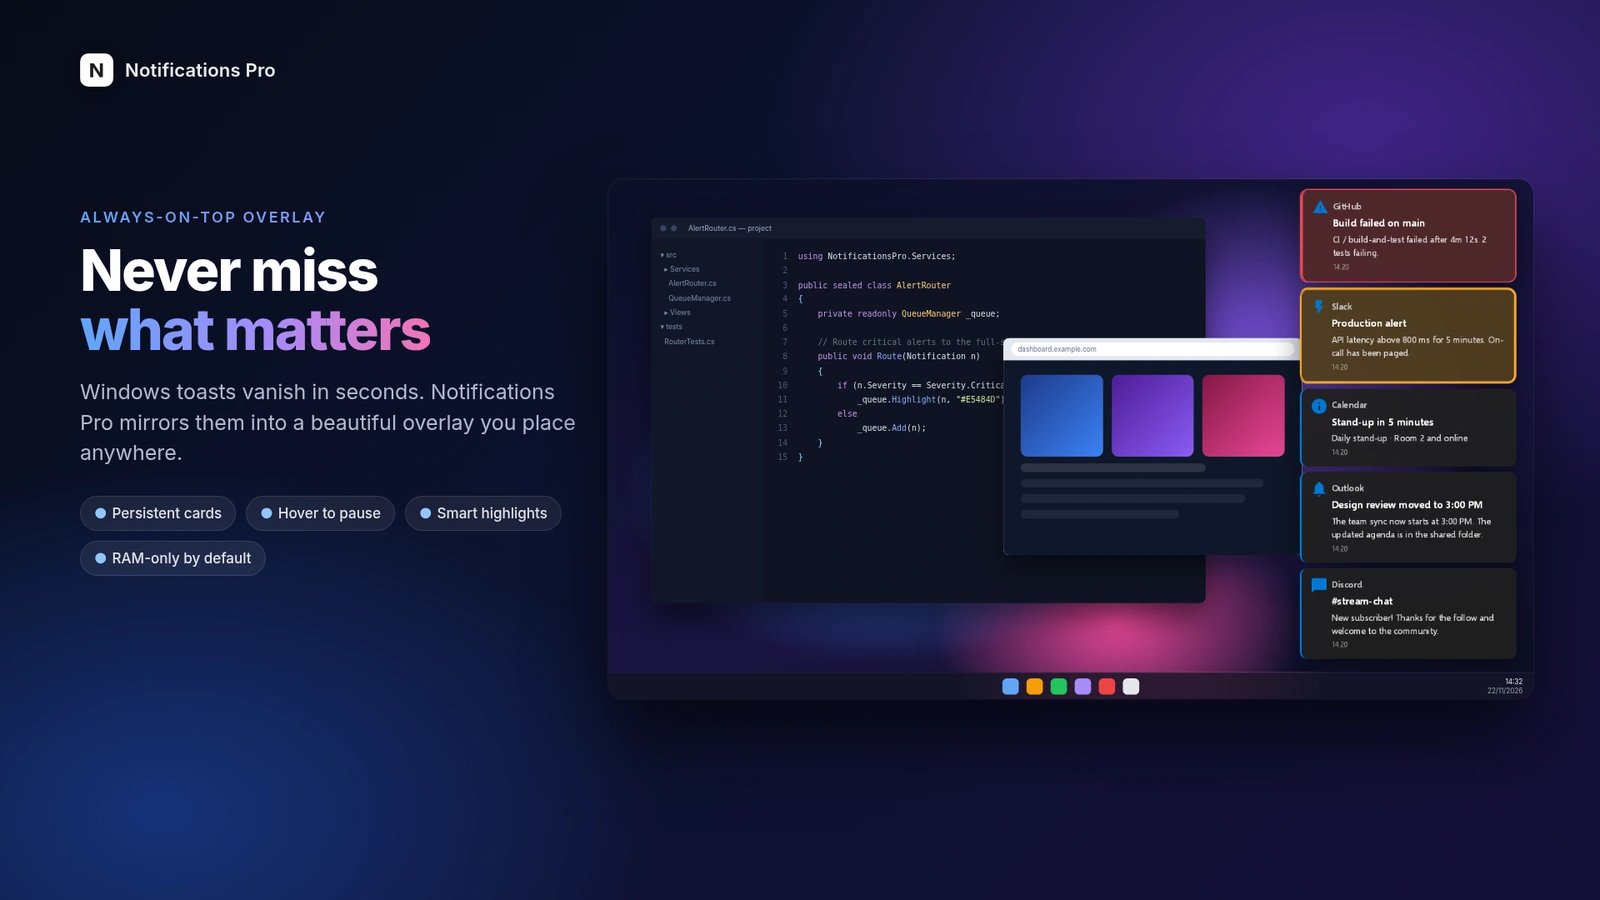 N Notifications Pro
ALWAYS-ON-TOP OVERLAY
Never miss
what matters
Windows toasts vanish in seconds. Notifications
Pro mirrors them into a beautiful overlay you place
anywhere.
Persistent cards
Hover to pause
Smart highlights
RAM-only by default
AlertRouter.cs — project
▾ src
▸ Services
AlertRouter.cs
QueueManager.cs
▸ Views
▾ tests
RouterTests.cs
1 using NotificationsPro.Services;
2
3 public sealed class AlertRouter
4 {
5 private readonly QueueManager _queue;
6
7 // Route critical alerts to the full-s
8 public void Route(Notification n)
9 {
10 if (n.Severity == Severity.Critica
11 _queue.Highlight(n, "#E5484D")
12 else
13 _queue.Add(n);
14 }
15 }
dashboard.example.com
GitHub
Build failed on main
CI / build-and-test failed after 4m 12s. 2
tests failing.
14:20
Slack
Production alert
API latency above 800 ms for 5 minutes. On-
call has been paged.
14:20
Calendar
Stand-up in 5 minutes
Daily stand-up · Room 2 and online
14:20
Outlook
Design review moved to 3:00 PM
The team sync now starts at 3:00 PM. The
updated agenda is in the shared folder.
14:20
Discord
#stream-chat
New subscriber! Thanks for the follow and
welcome to the community.
14:20
14:32
22/11/2026